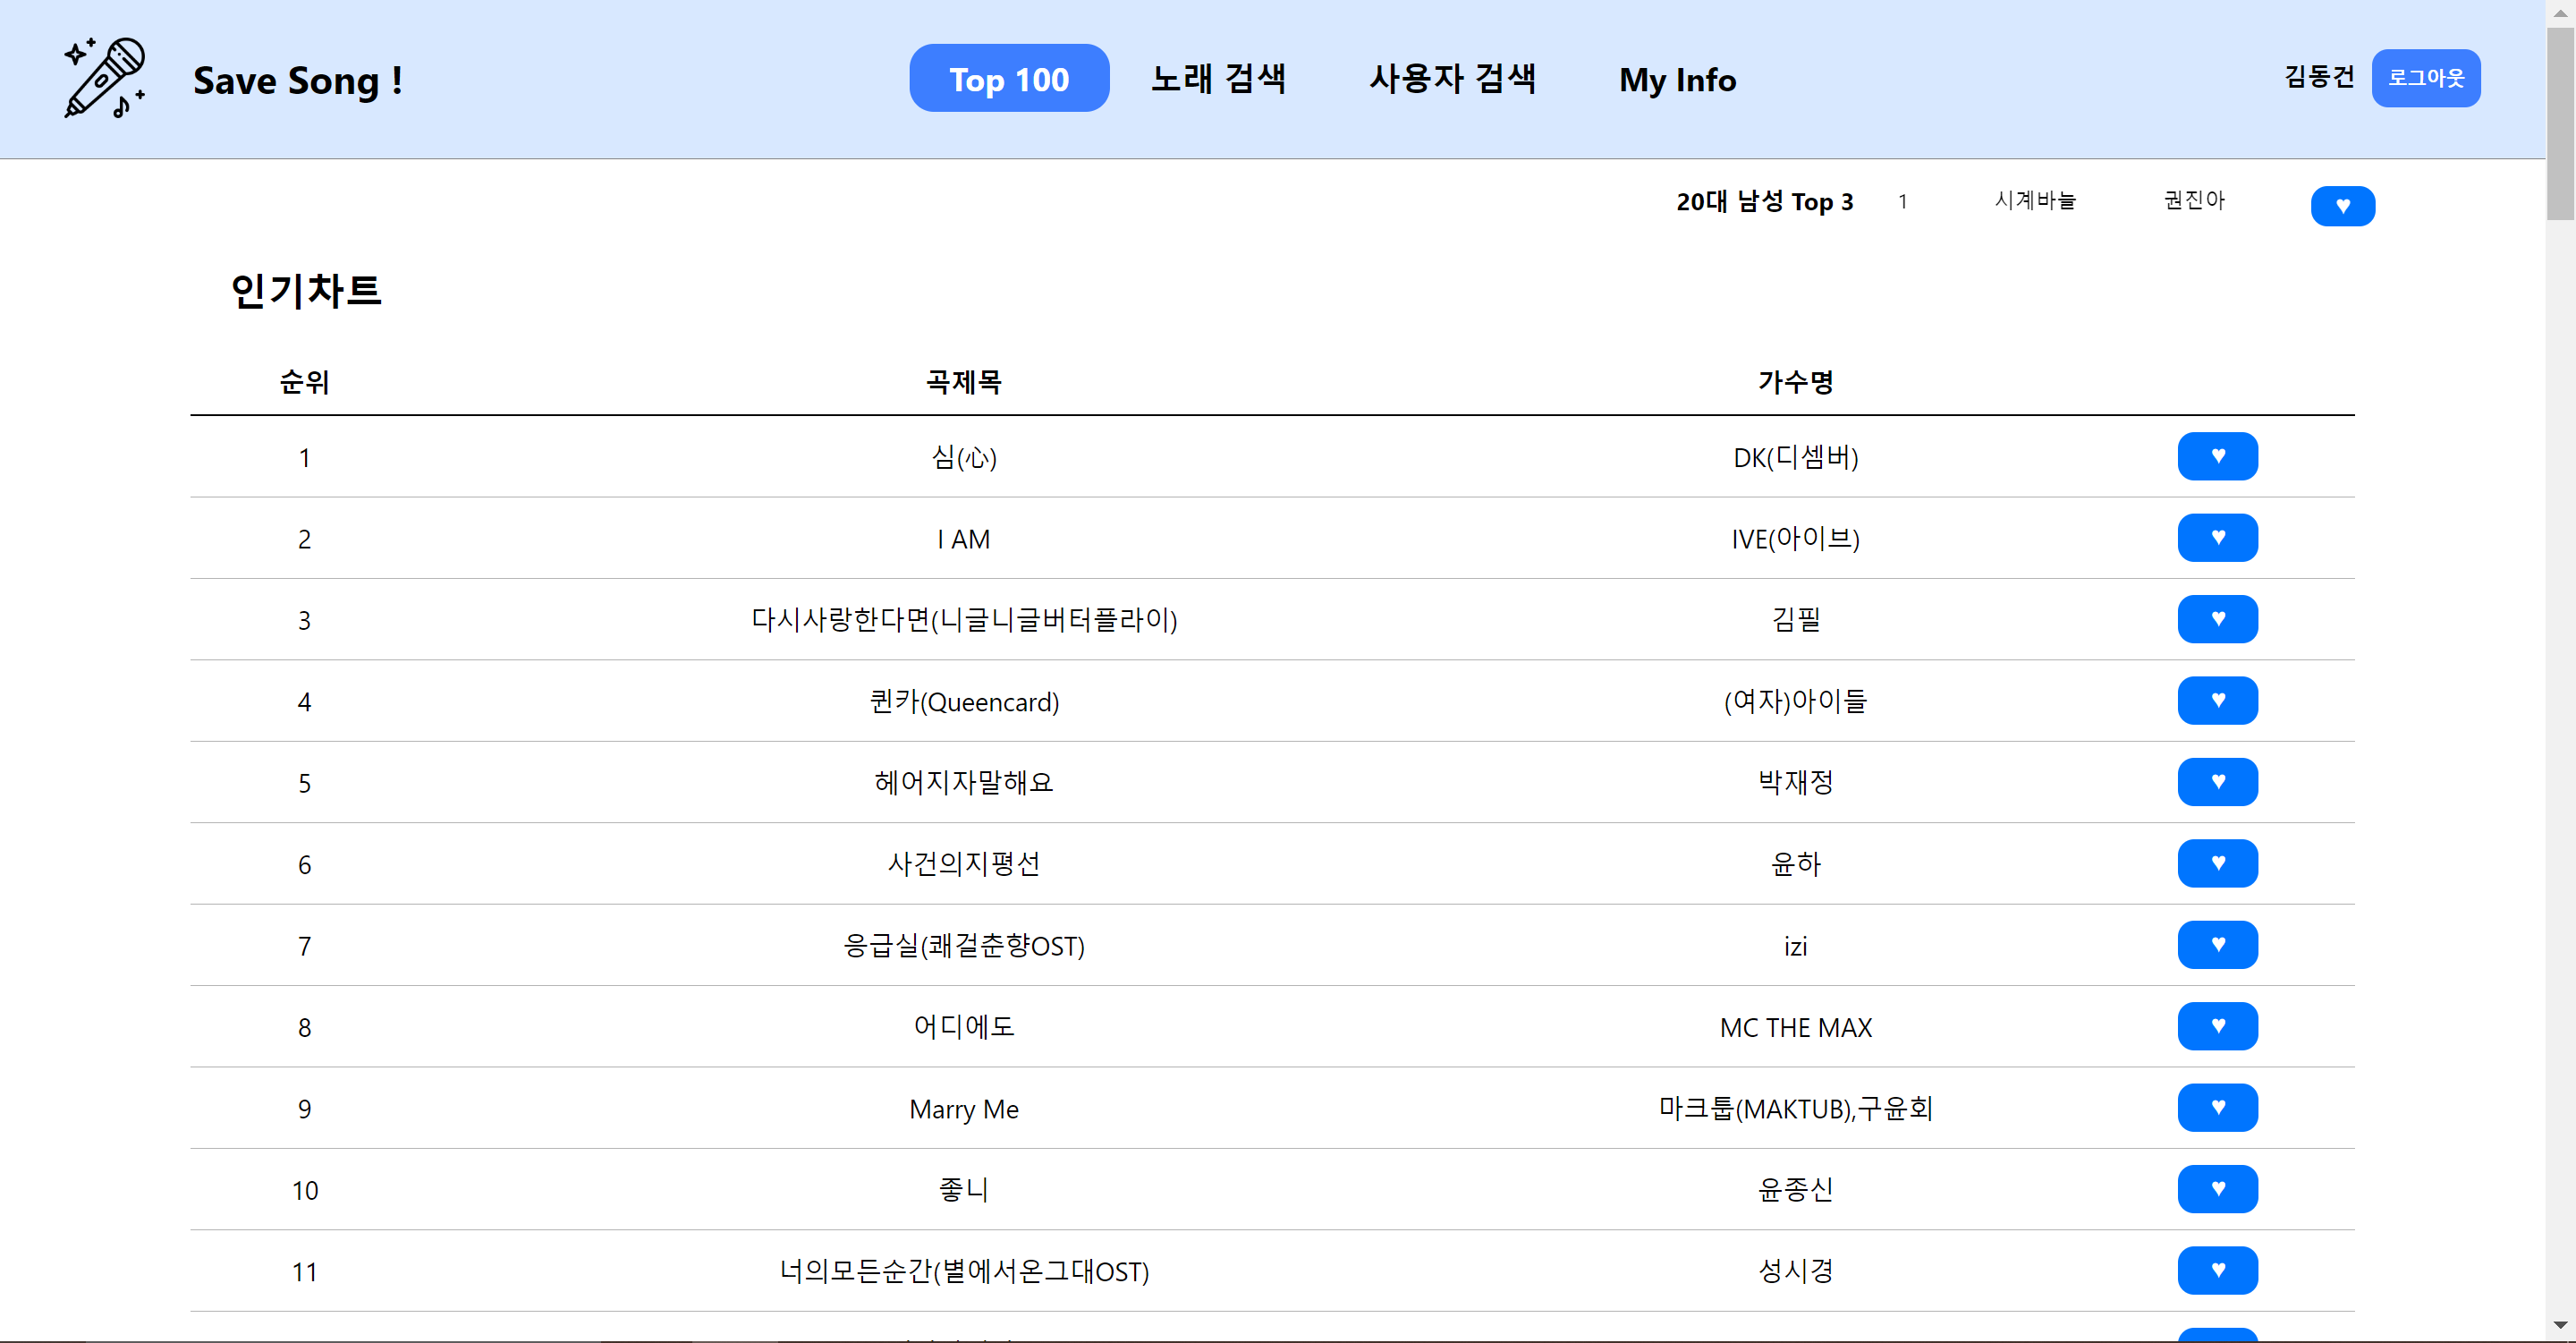 Save Song !
Top 100 노래 검색 사용자 검색 My Info
김동건 로그아웃
20대 남성 Top 3 1 시계바늘 권진아 ♥
인기차트
순위 곡제목 가수명
1 심(心) DK(디셈버) ♥
2 I AM IVE(아이브) ♥
3 다시사랑한다면(니글니글버터플라이) 김필 ♥
4 퀸카(Queencard) (여자)아이들 ♥
5 헤어지자말해요 박재정 ♥
6 사건의지평선 윤하 ♥
7 응급실(쾌걸춘향OST) izi ♥
8 어디에도 MC THE MAX ♥
9 Marry Me 마크툽(MAKTUB),구윤회 ♥
10 좋니 윤종신 ♥
11 너의모든순간(별에서온그대OST) 성시경 ♥